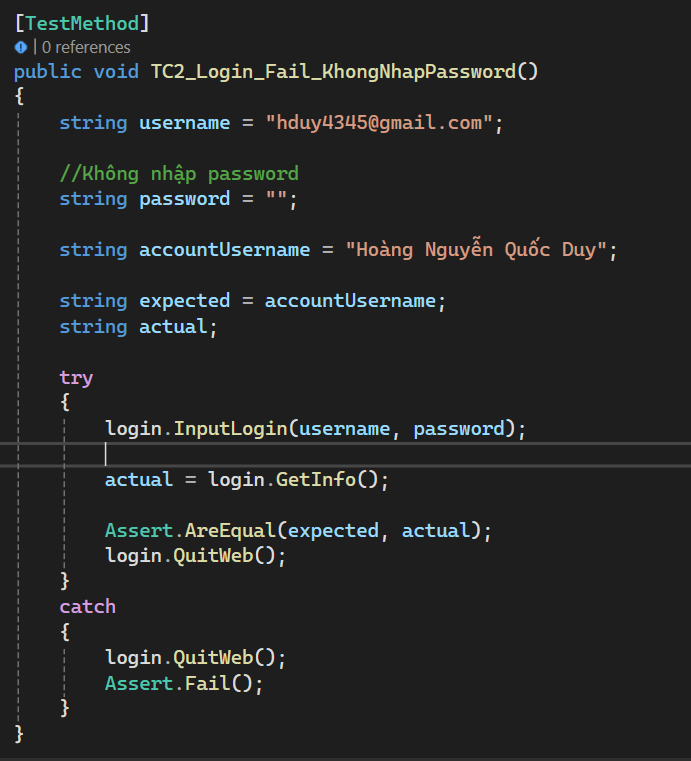 [TestMethod]
| 0 references
public void TC2_Login_Fail_KhongNhapPassword()
{
string username = "hduy4345@gmail.com";
//Không nhập password
string password = "";
string accountUsername = "Hoàng Nguyễn Quốc Duy";
string expected = accountUsername;
string actual;
try
{
login.InputLogin(username, password);
actual = login.GetInfo();
Assert.AreEqual(expected, actual);
login.QuitWeb();
}
catch
{
login.QuitWeb();
Assert.Fail();
}
}